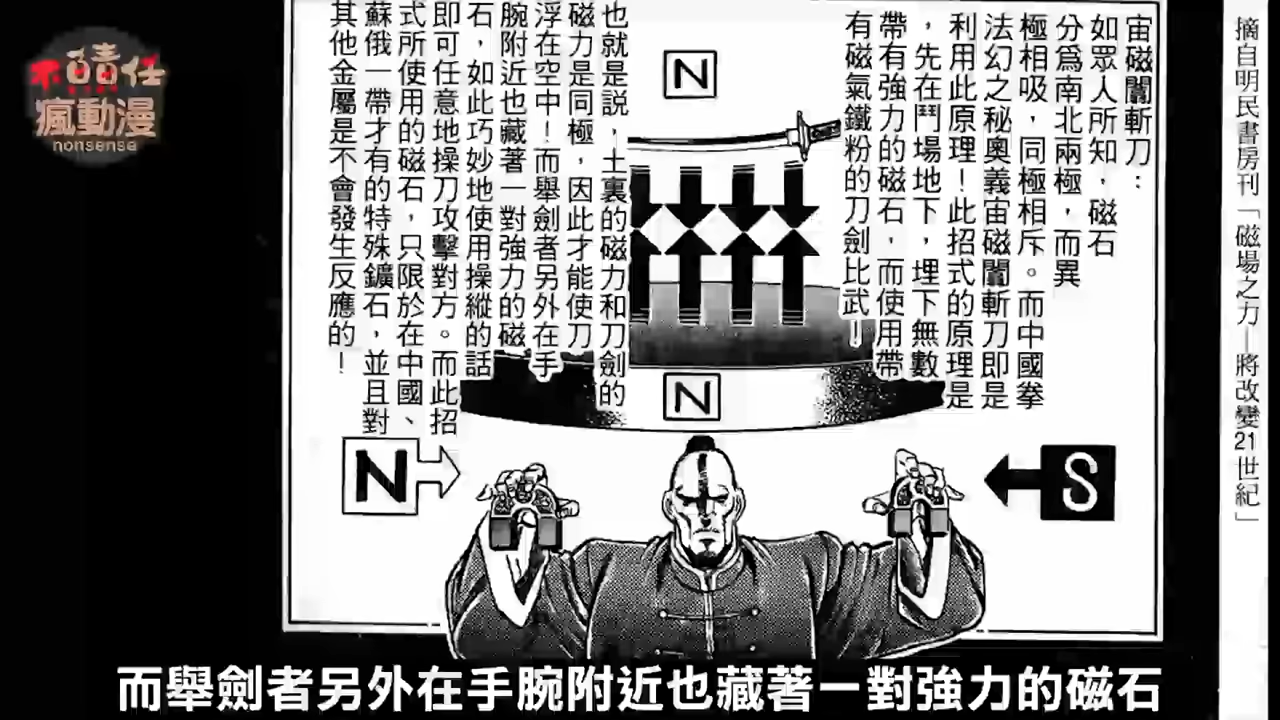 不責任
瘋動漫
nonsense
摘自明民書房刊「磁場之力—將改變21世紀」
宙磁闇斬刀：
如眾人所知，磁石
分爲南北兩極，而異
極相吸，同極相斥。而中國拳
法幻之秘奧義宙磁闇斬刀即是
利用此原理！此招式的原理是
，先在鬥場地下，埋下無數
帶有強力的磁石，而使用帶
有磁氣鐵粉的刀劍比武！
也就是説，土裏的磁力和刀劍的
磁力是同極，因此才能使刀
浮在空中！而舉劍者另外在手
腕附近也藏著一對強力的磁
石，如此巧妙地使用操縱的話
即可任意地操刀攻擊對方。而此招
式所使用的磁石，只限於在中國、
蘇俄一帶才有的特殊鑛石，並且對
其他金屬是不會發生反應的！
N
N
N
S
而舉劍者另外在手腕附近也藏著一對強力的磁石